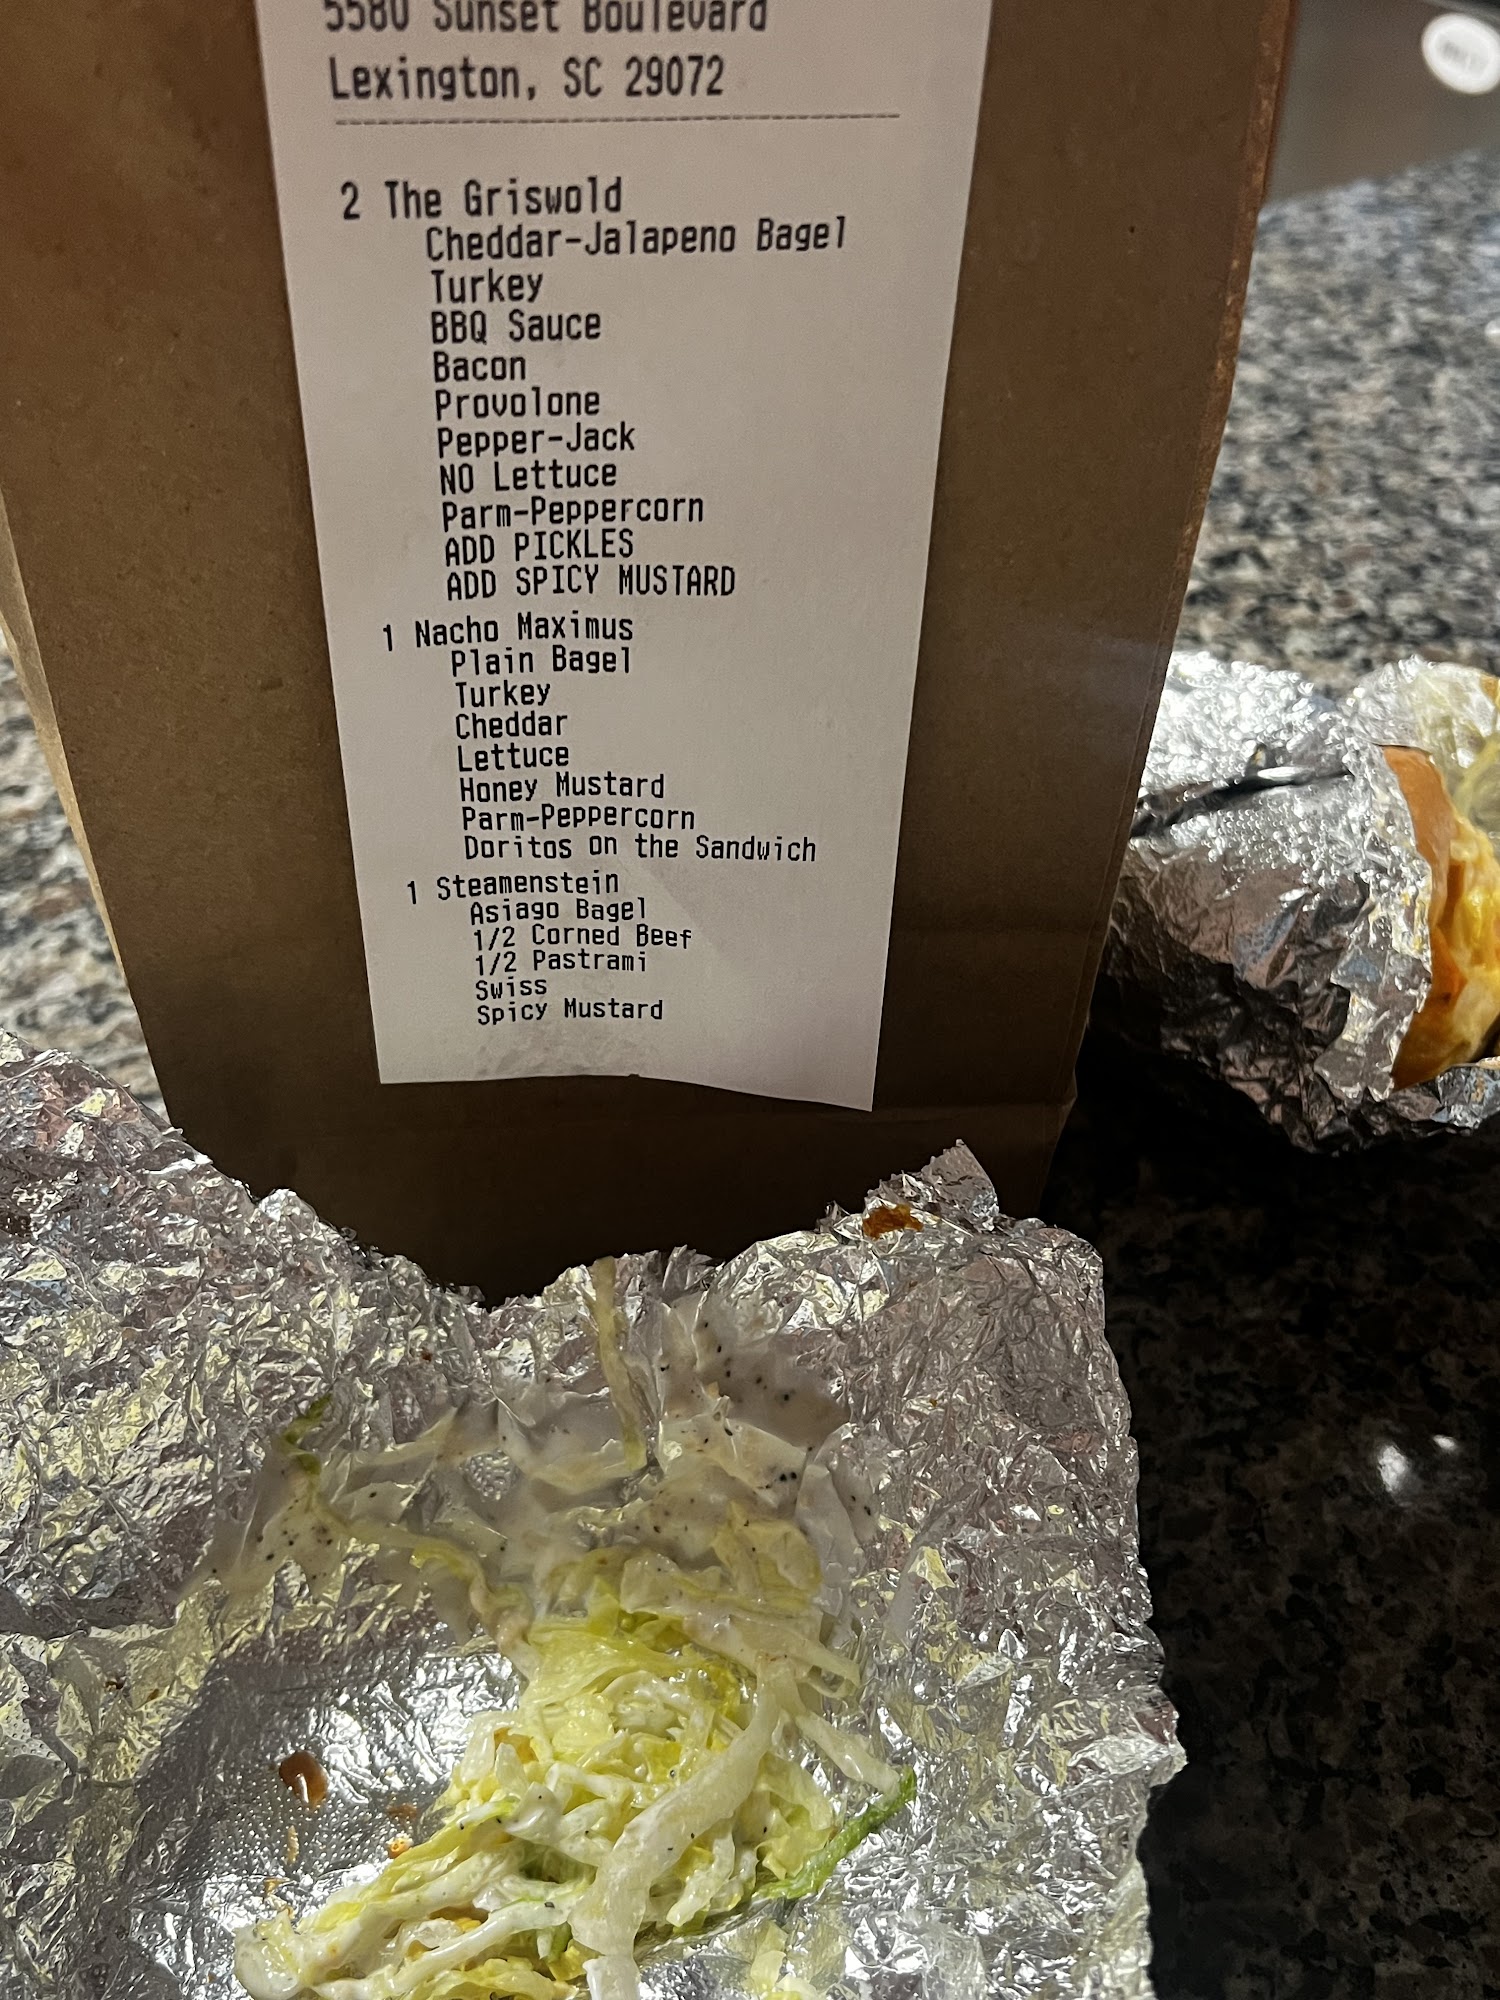 5580 Sunset Boulevard
Lexington, SC 29072
2 The Griswold
Cheddar-Jalapeno Bagel
Turkey
BBQ Sauce
Bacon
Provolone
Pepper-Jack
NO Lettuce
Parm-Peppercorn
ADD PICKLES
ADD SPICY MUSTARD
1 Nacho Maximus
Plain Bagel
Turkey
Cheddar
Lettuce
Honey Mustard
Parm-Peppercorn
Doritos on the Sandwich
1 Steamenstein
Asiago Bagel
1/2 Corned Beef
1/2 Pastrami
Swiss
Spicy Mustard